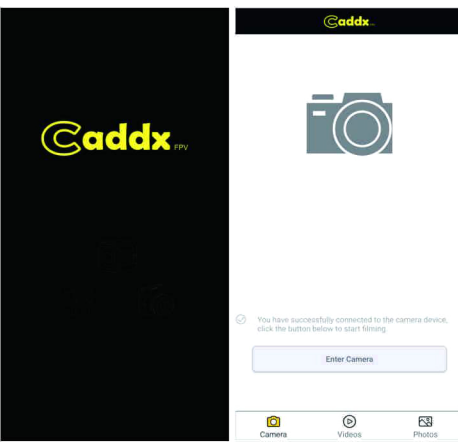 Caddx FPV
Caddx
You have successfully connected to the camera device,
click the button below to start filming
Enter Camera
Camera Videos Photos